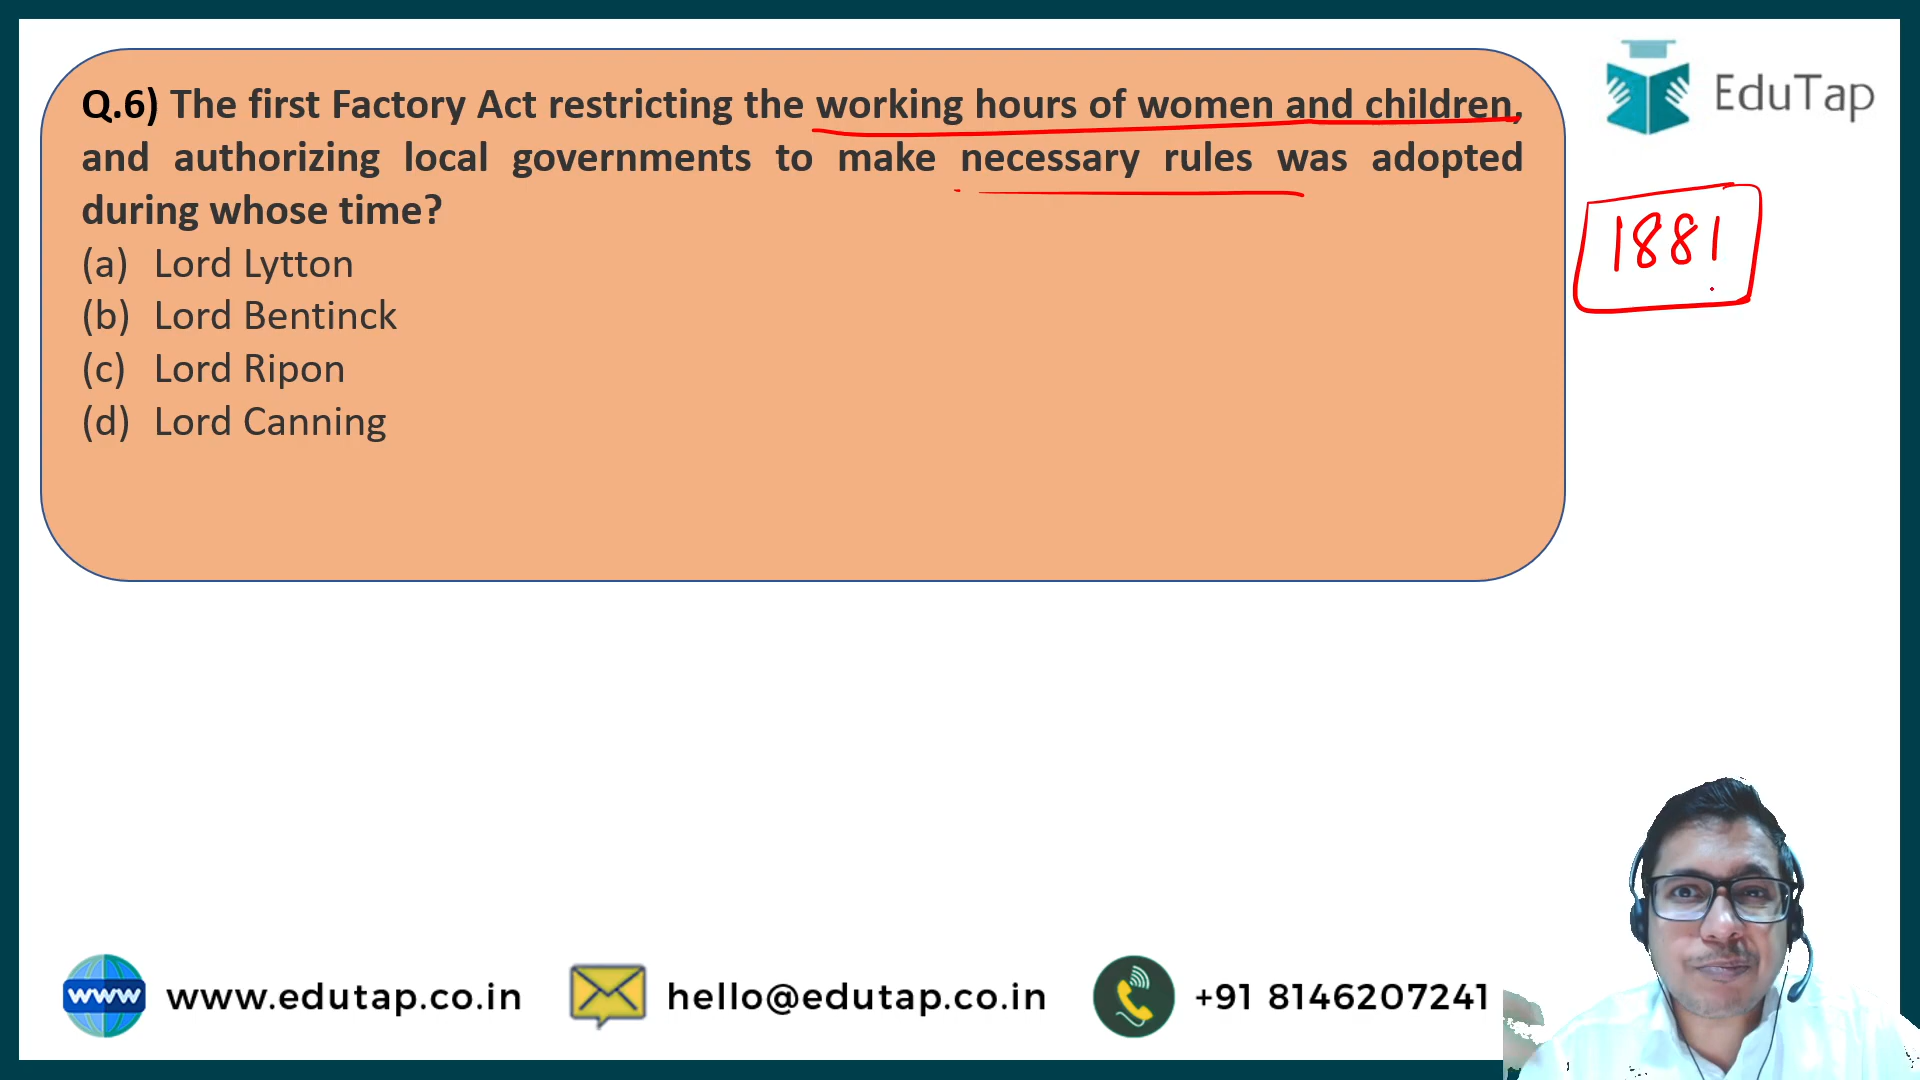 Q.6) The first Factory Act restricting the working hours of women and children,
and authorizing local governments to make necessary rules was adopted
during whose time?
(a) Lord Lytton
(b) Lord Bentinck
(c) Lord Ripon
(d) Lord Canning
EduTap
1881
www www.edutap.co.in
hello@edutap.co.in
+91 8146207241